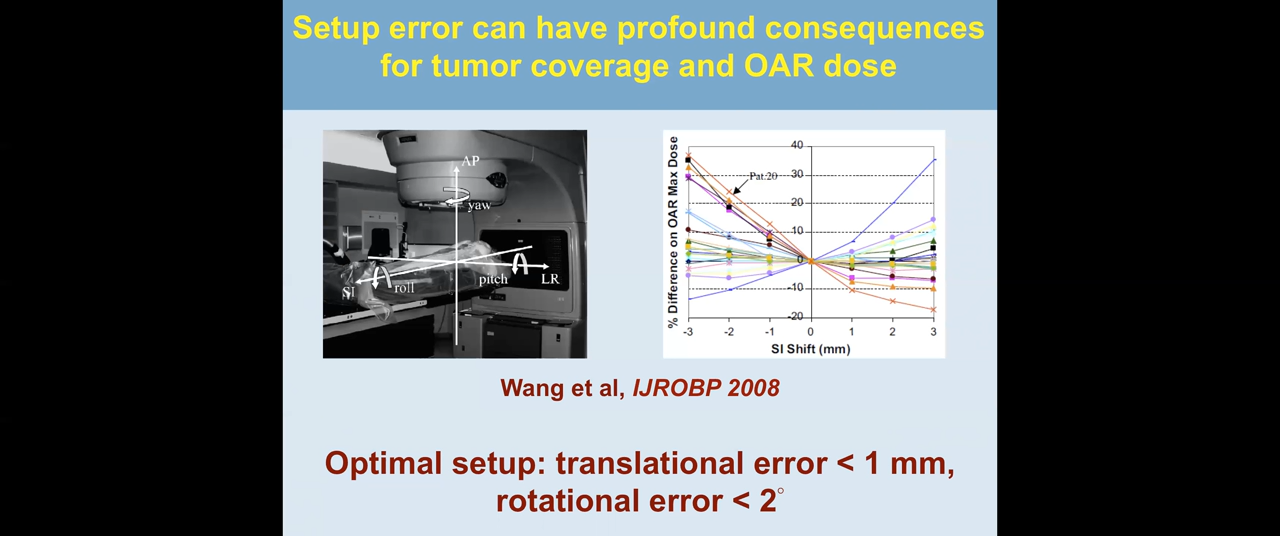 Setup error can have profound consequences
for tumor coverage and OAR dose
AP
yaw
SI
roll
pitch
LR
% Difference on OAR Max Dose
40
30
20
10
0
-10
-20
Pat.20
-3
-2
-1
0
1
2
3
SI Shift (mm)
Wang et al, IJROBP 2008
Optimal setup: translational error < 1 mm,
rotational error < 2°